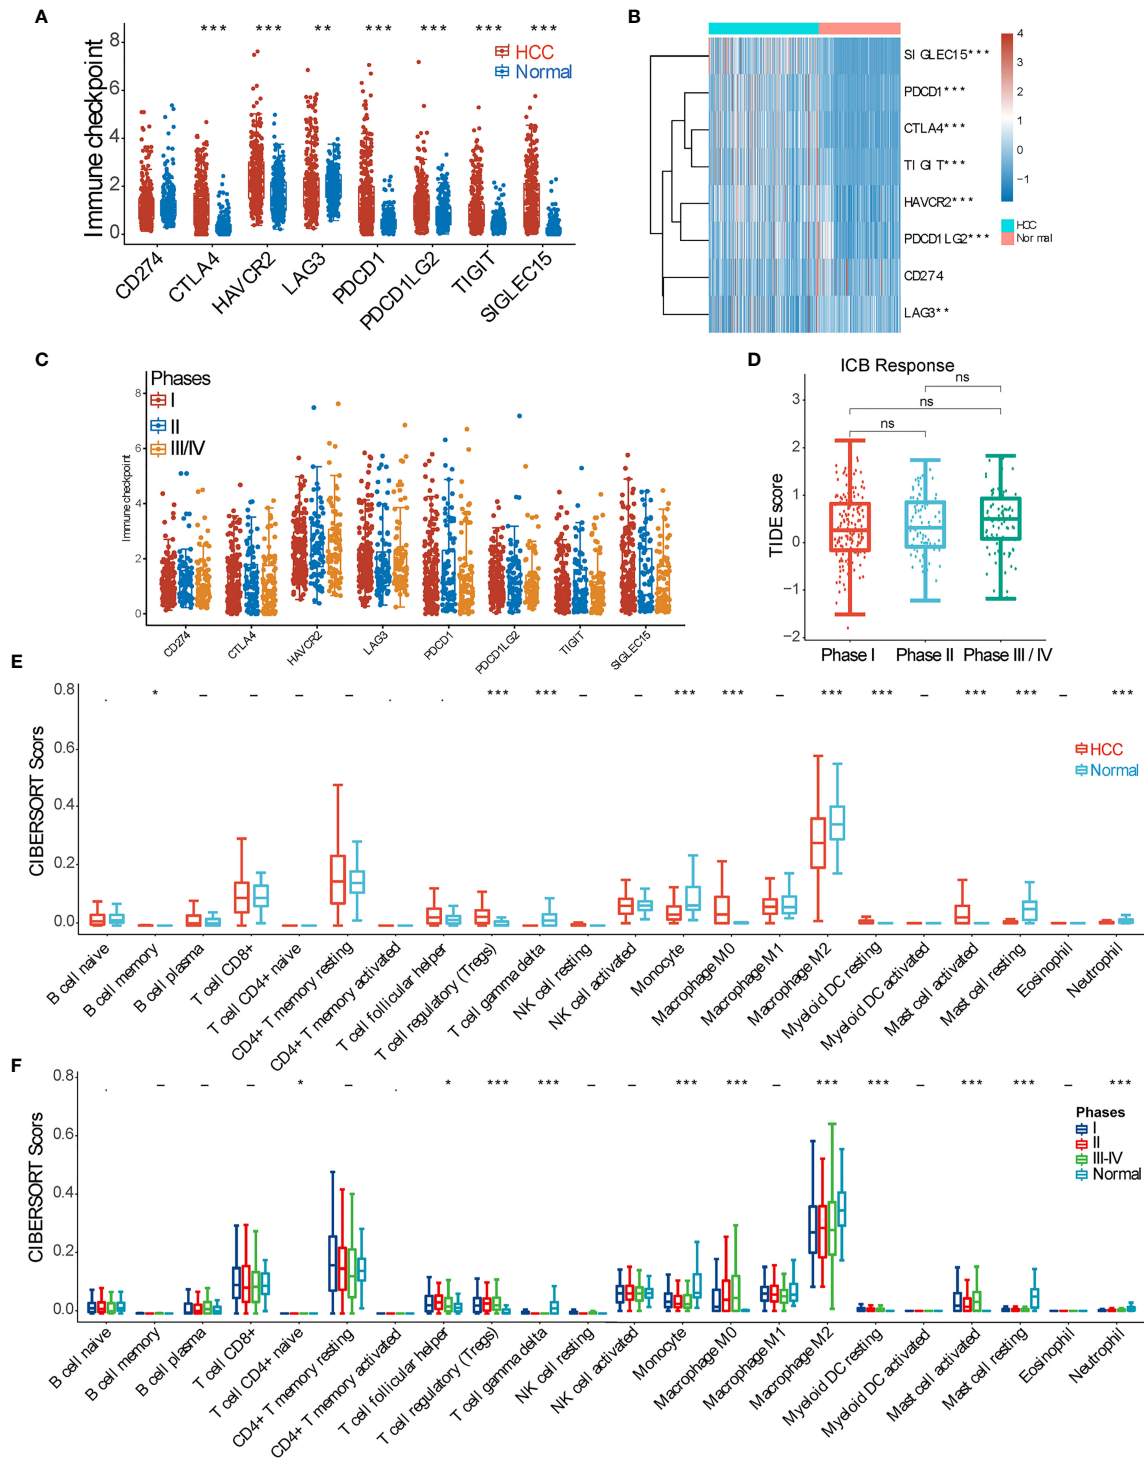 A
*** *** ** *** *** *** ***
HCC
Normal
Immune checkpoint
8
6
4
2
0
CD274
CTLA4
HAVCR2
LAG3
PDCD1
PDCD1LG2
TIGIT
SIGLEC15
B
SI GLEC15***
PDCD1***
CTLA4***
TI GI T***
HAVCR2***
PDCD1LG2***
CD274
LAG3**
4
3
2
1
0
−1
HCC
Nor mal
C
Phases
I
II
III/IV
Immune checkpoint
8
6
4
2
0
CD274
CTLA4
HAVCR2
LAG3
PDCD1
PDCD1LG2
TIGIT
SIGLEC15
D
ICB Response
ns
ns
ns
TIDE score
3
2
1
0
−1
−2
Phase I
Phase II
Phase III / IV
E
. * – – – – . . *** *** – – *** *** – *** *** – *** *** – ***
HCC
Normal
CIBERSORT Scors
0.8
0.6
0.4
0.2
0.0
B cell naive
B cell memory
B cell plasma
T cell CD8+
T cell CD4+ naive
CD4+ T memory resting
CD4+ T memory activated
T cell follicular helper
T cell regulatory (Tregs)
T cell gamma delta
NK cell resting
NK cell activated
Monocyte
Macrophage M0
Macrophage M1
Macrophage M2
Myeloid DC resting
Myeloid DC activated
Mast cell activated
Mast cell resting
Eosinophil
Neutrophil
F
. – – – * – . * *** *** – – *** *** – *** *** – *** *** – ***
Phases
I
II
III-IV
Normal
CIBERSORT Scors
0.8
0.6
0.4
0.2
0.0
B cell naive
B cell memory
B cell plasma
T cell CD8+
T cell CD4+ naive
CD4+ T memory resting
CD4+ T memory activated
T cell follicular helper
T cell regulatory (Tregs)
T cell gamma delta
NK cell resting
NK cell activated
Monocyte
Macrophage M0
Macrophage M1
Macrophage M2
Myeloid DC resting
Myeloid DC activated
Mast cell activated
Mast cell resting
Eosinophil
Neutrophil